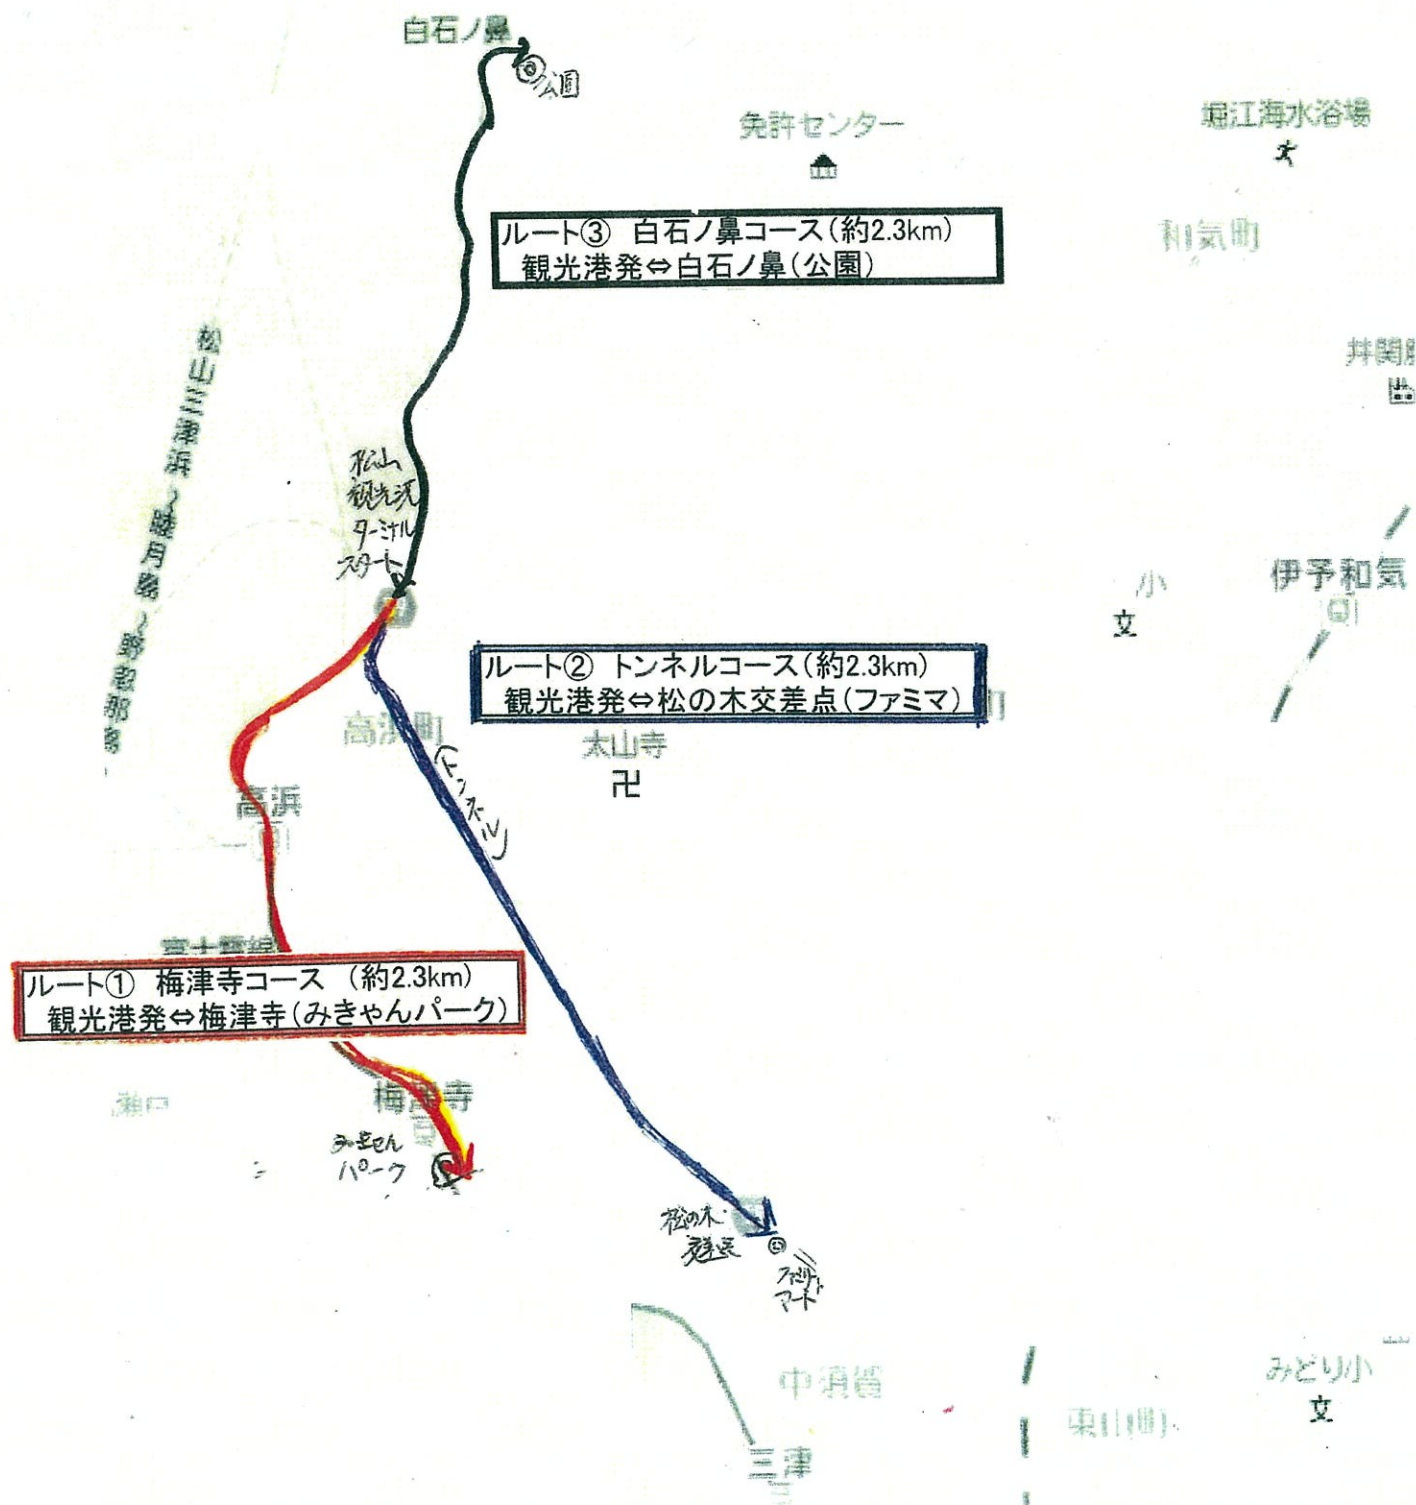 白石ノ鼻
公園
免許センター
堀江海水浴場
和気町
ルート③ 白石ノ鼻コース(約2.3km)
観光港発⇔白石ノ鼻(公園)
松山三津浜～睦月島～野忽那島
松山
観光港
ターミナル
スタート
小
文
伊予和気
ルート② トンネルコース(約2.3km)
観光港発⇔松の木交差点(ファミマ)
高浜町
太山寺
卍
(トンネル)
高浜
ルート① 梅津寺コース (約2.3km)
観光港発⇔梅津寺(みきゃんパーク)
梅津寺
みきゃん
パーク
松の木
ファミリー
マート
中須賀
みどり小
文
東山町
三津